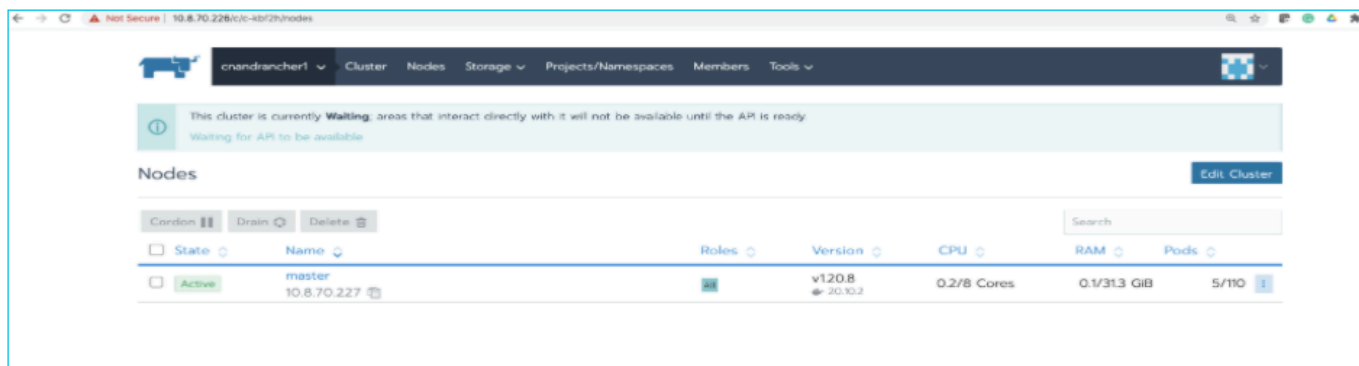 Not Secure | 10.8.70.226/c/c-kbf2h/nodes
cnandrancher1 Cluster Nodes Storage Projects/Namespaces Members Tools
This cluster is currently Waiting; areas that interact directly with it will not be available until the API is ready.
Waiting for API to be available
Nodes
Edit Cluster
Cordon Drain Delete
Search
State Name Roles Version CPU RAM Pods
Active master All v1.20.8 0.2/8 Cores 0.1/31.3 GiB 5/110
10.8.70.227 20.10.2